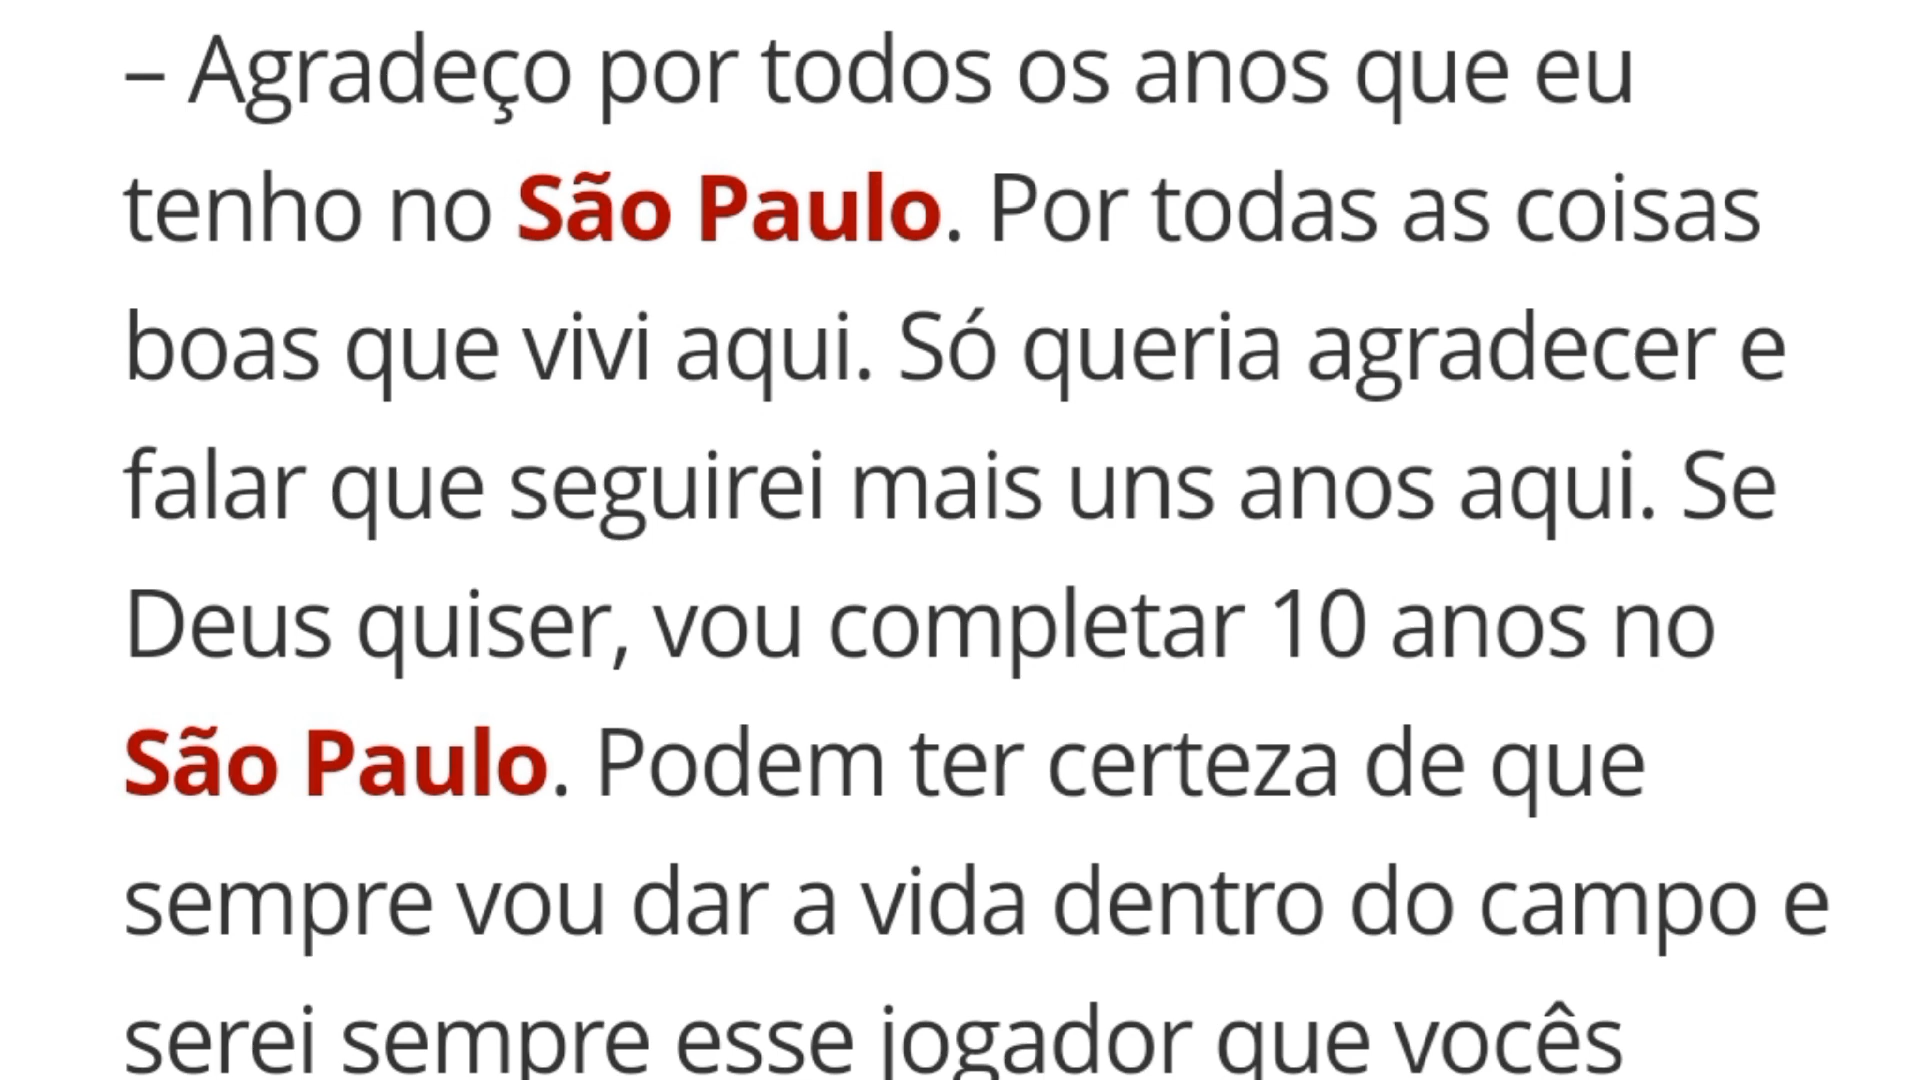 – Agradeço por todos os anos que eu
tenho no São Paulo. Por todas as coisas
boas que vivi aqui. Só queria agradecer e
falar que seguirei mais uns anos aqui. Se
Deus quiser, vou completar 10 anos no
São Paulo. Podem ter certeza de que
sempre vou dar a vida dentro do campo e
serei sempre esse jogador que vocês